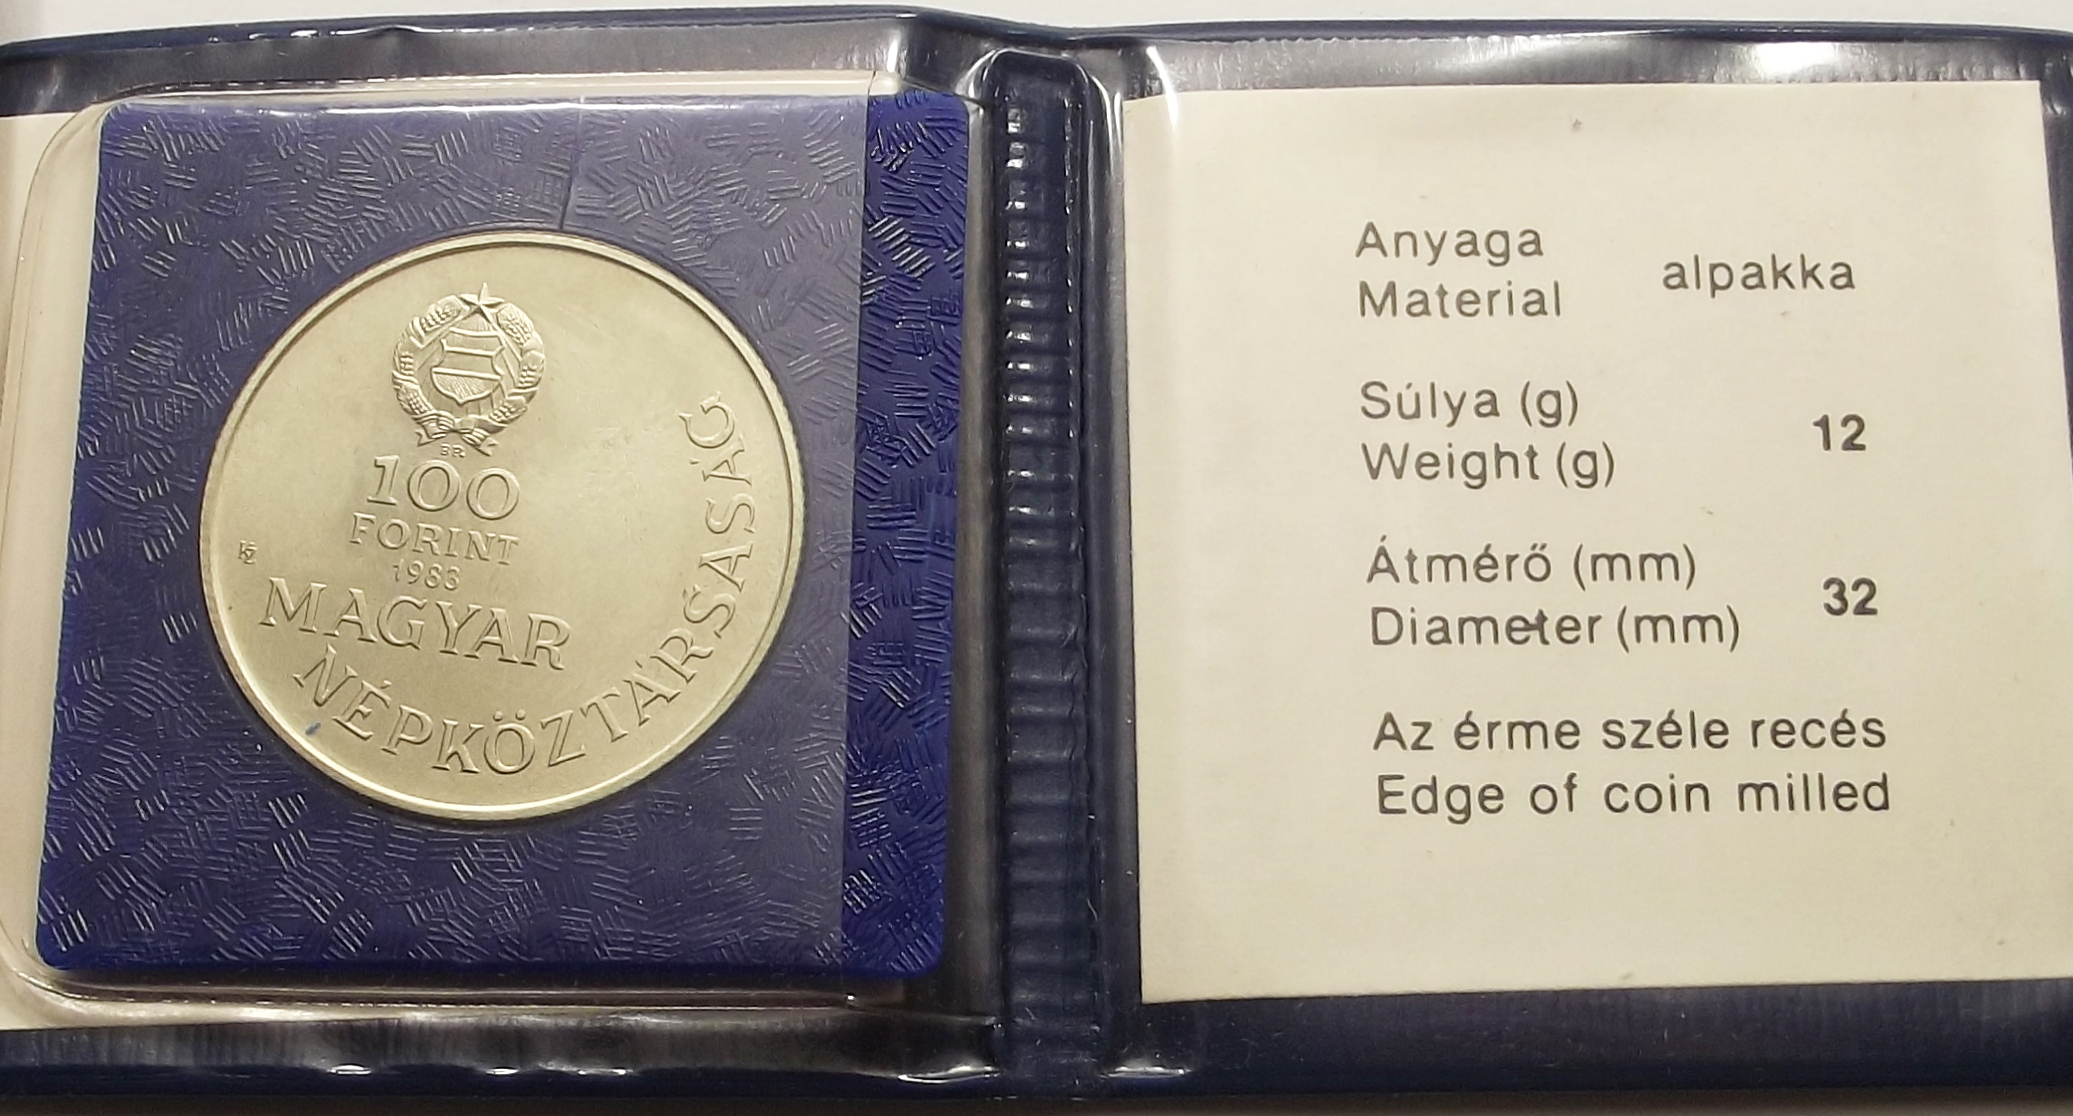 BP.
100
FORINT
1983
MAGYAR
NÉPKÖZTÁRSASÁG
Anyaga
Material
alpakka
Súlya (g)
Weight (g)
12
Átmérő (mm)
Diameter (mm)
32
Az érme széle recés
Edge of coin milled